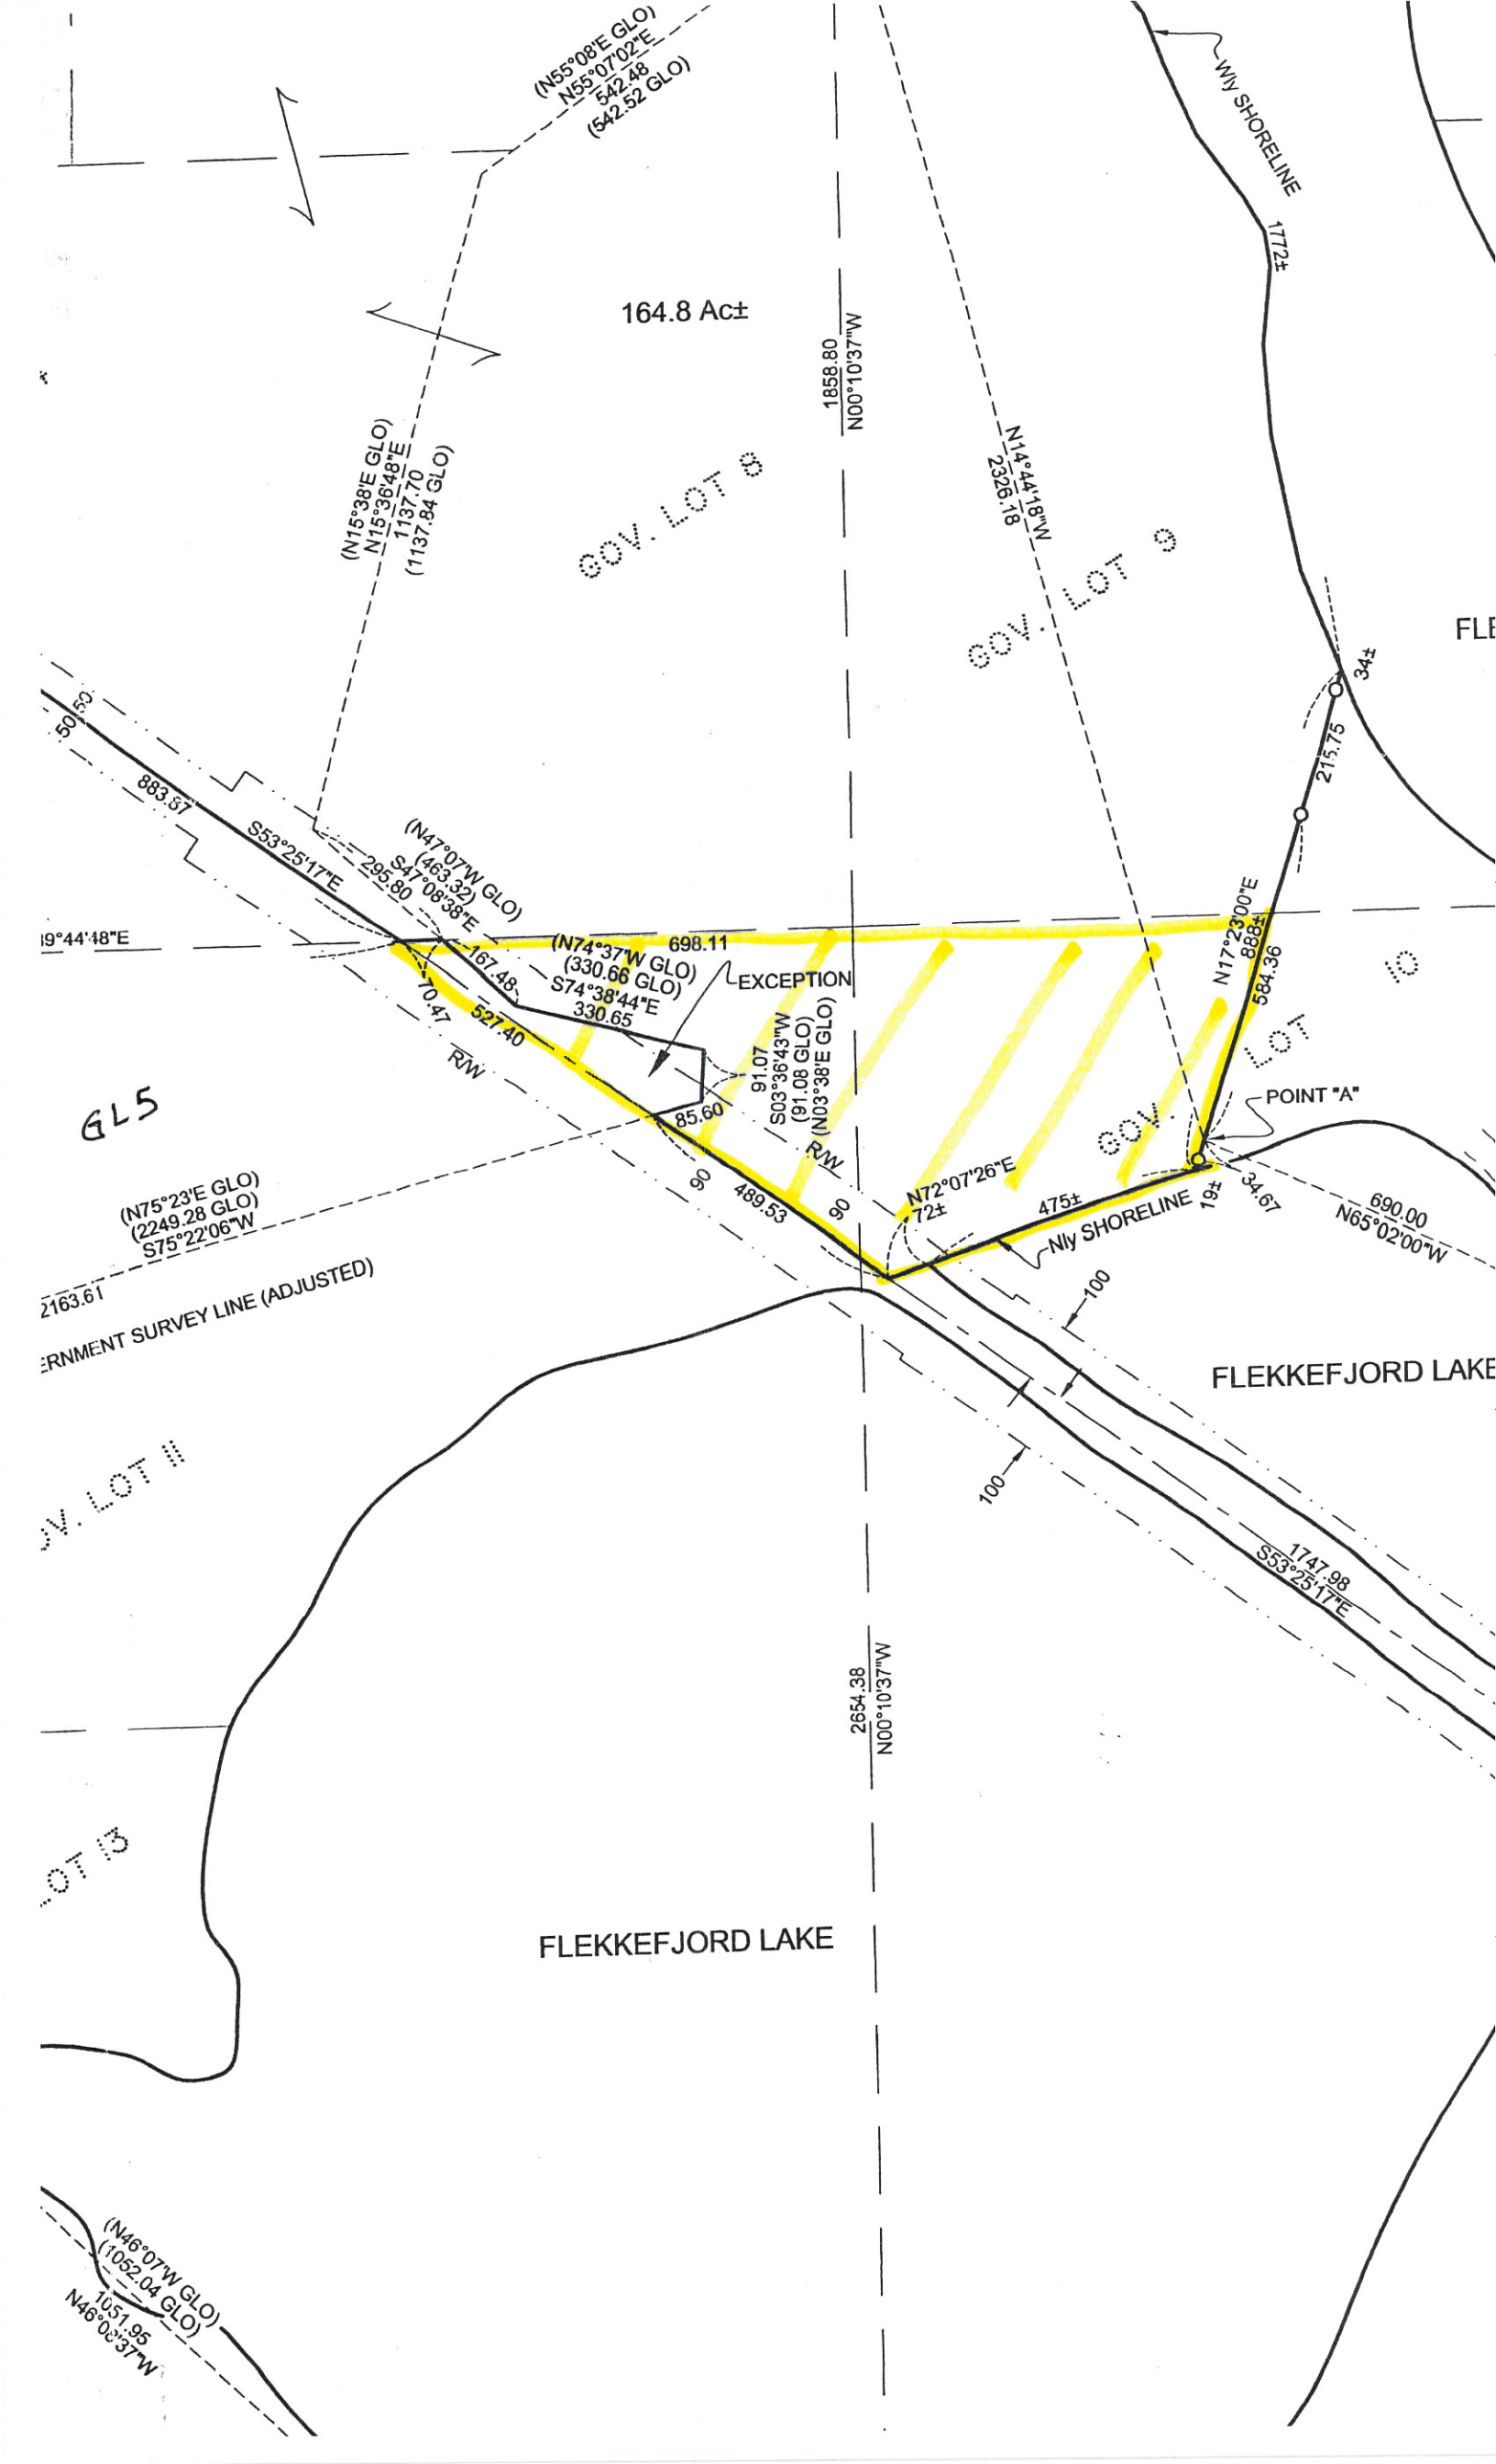 (N55°08'E GLO)
N55°07'02"E
542.48
(542.52 GLO)
Wly SHORELINE
1772±
164.8 Ac±
1858.80
N00°10'37"W
(N15°38'E GLO)
N15°36'48"E
1137.70
(1137.84 GLO)
GOV. LOT 8
N14°44'18"W
2326.18
GOV. LOT 9
FLE
34±
215.75
50
50
883.87
S53°25'17"E
(N47°07'W GLO)
(463.32)
S47°08'38"E
295.80
39°44'48"E
167.48
(N74°37'W GLO)
(330.66 GLO)
S74°38'44"E
330.65
698.11
EXCEPTION
N17°23'00"E
888±
584.36
70.47
527.40
R/W
91.07
S03°36'43"W
(91.08 GLO)
(N03°38'E GLO)
85.60
R/W
GOV. LOT 10
POINT "A"
GL5
(N75°23'E GLO)
(2249.28 GLO)
S75°22'06"W
2163.61
ERNMENT SURVEY LINE (ADJUSTED)
90
489.53
90
N72°07'26"E
72±
475±
Nly SHORELINE
19±
34.67
690.00
N65°02'00"W
100
100
FLEKKEFJORD LAKE
OV. LOT 11
1747.98
S53°25'17"E
2654.38
N00°10'37"W
LOT 13
FLEKKEFJORD LAKE
(N46°07'W GLO)
(1052.04 GLO)
1051.95